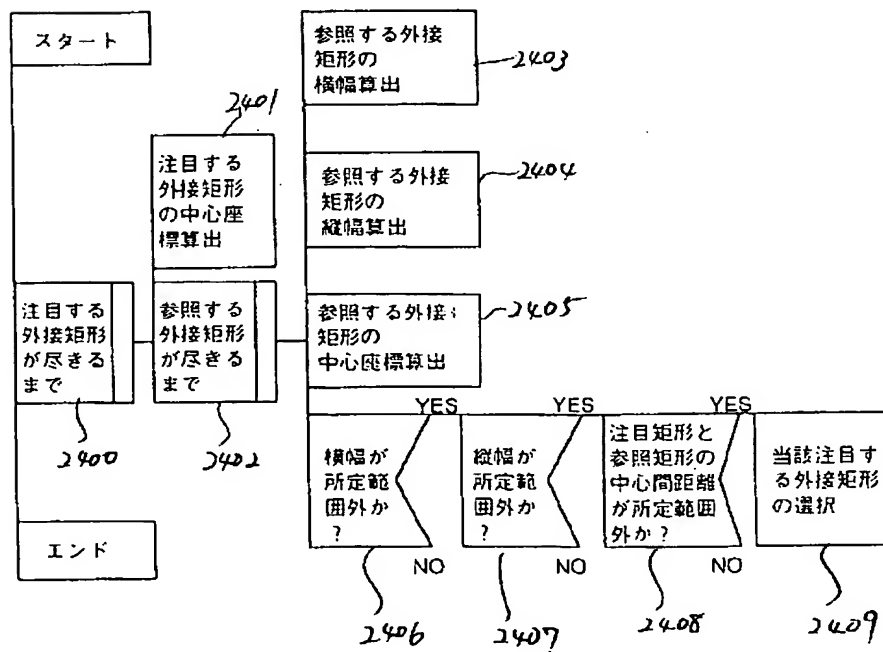 スタート
2401
注目する
外接矩形
の中心座
標算出
参照する外接
矩形の
横幅算出
2403
参照する外接
矩形の
縦幅算出
2404
注目する
外接矩形
が尽きる
まで
2400
参照する
外接矩形
が尽きる
まで
2402
参照する外接
矩形の
中心座標算出
2405
エンド
横幅が
所定範
囲外か
?
YES
NO
2406
縦幅が
所定範
囲外か
?
YES
NO
2407
注目矩形と
参照矩形の
中心間距離
が所定範囲
外か?
YES
NO
2408
当該注目す
る外接矩形
の選択
2409